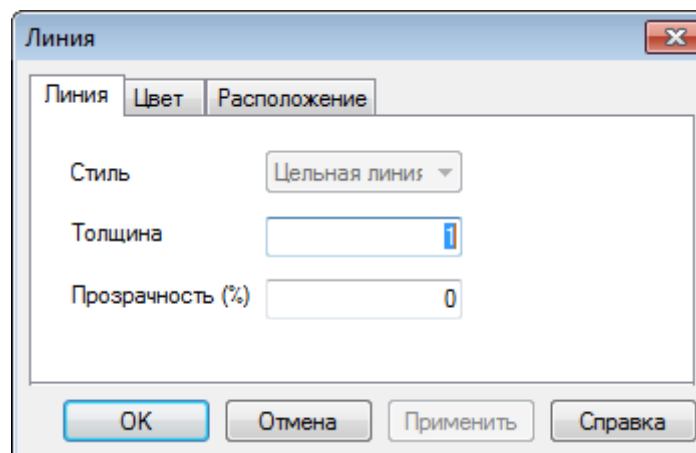 Линия
Линия Цвет Расположение
Стиль Цельная линия
Толщина 1
Прозрачность (%) 0
OK Отмена Применить Справка